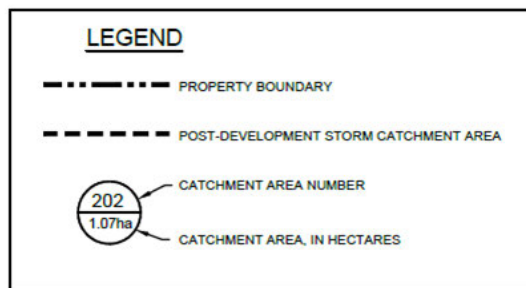 LEGEND
PROPERTY BOUNDARY
POST-DEVELOPMENT STORM CATCHMENT AREA
CATCHMENT AREA NUMBER
202
1.07ha
CATCHMENT AREA, IN HECTARES